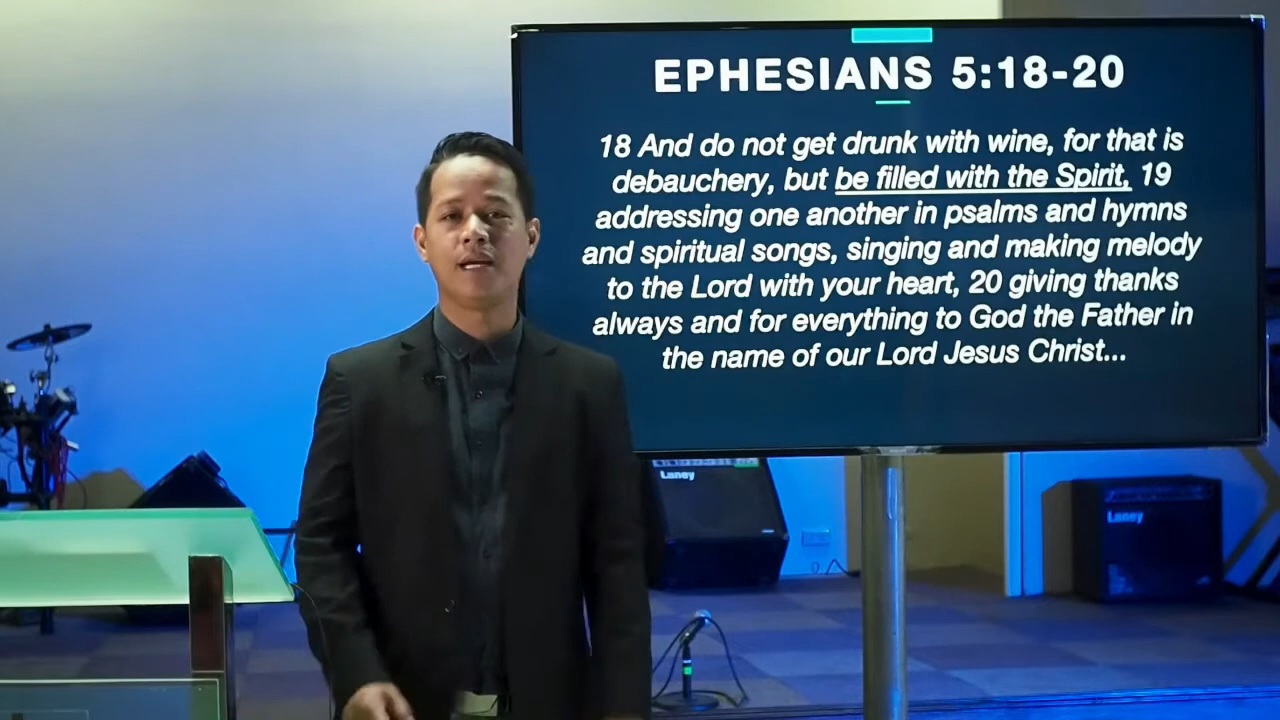 EPHESIANS 5:18-20
18 And do not get drunk with wine, for that is
debauchery, but be filled with the Spirit, 19
addressing one another in psalms and hymns
and spiritual songs, singing and making melody
to the Lord with your heart, 20 giving thanks
always and for everything to God the Father in
the name of our Lord Jesus Christ...
Laney
Laney